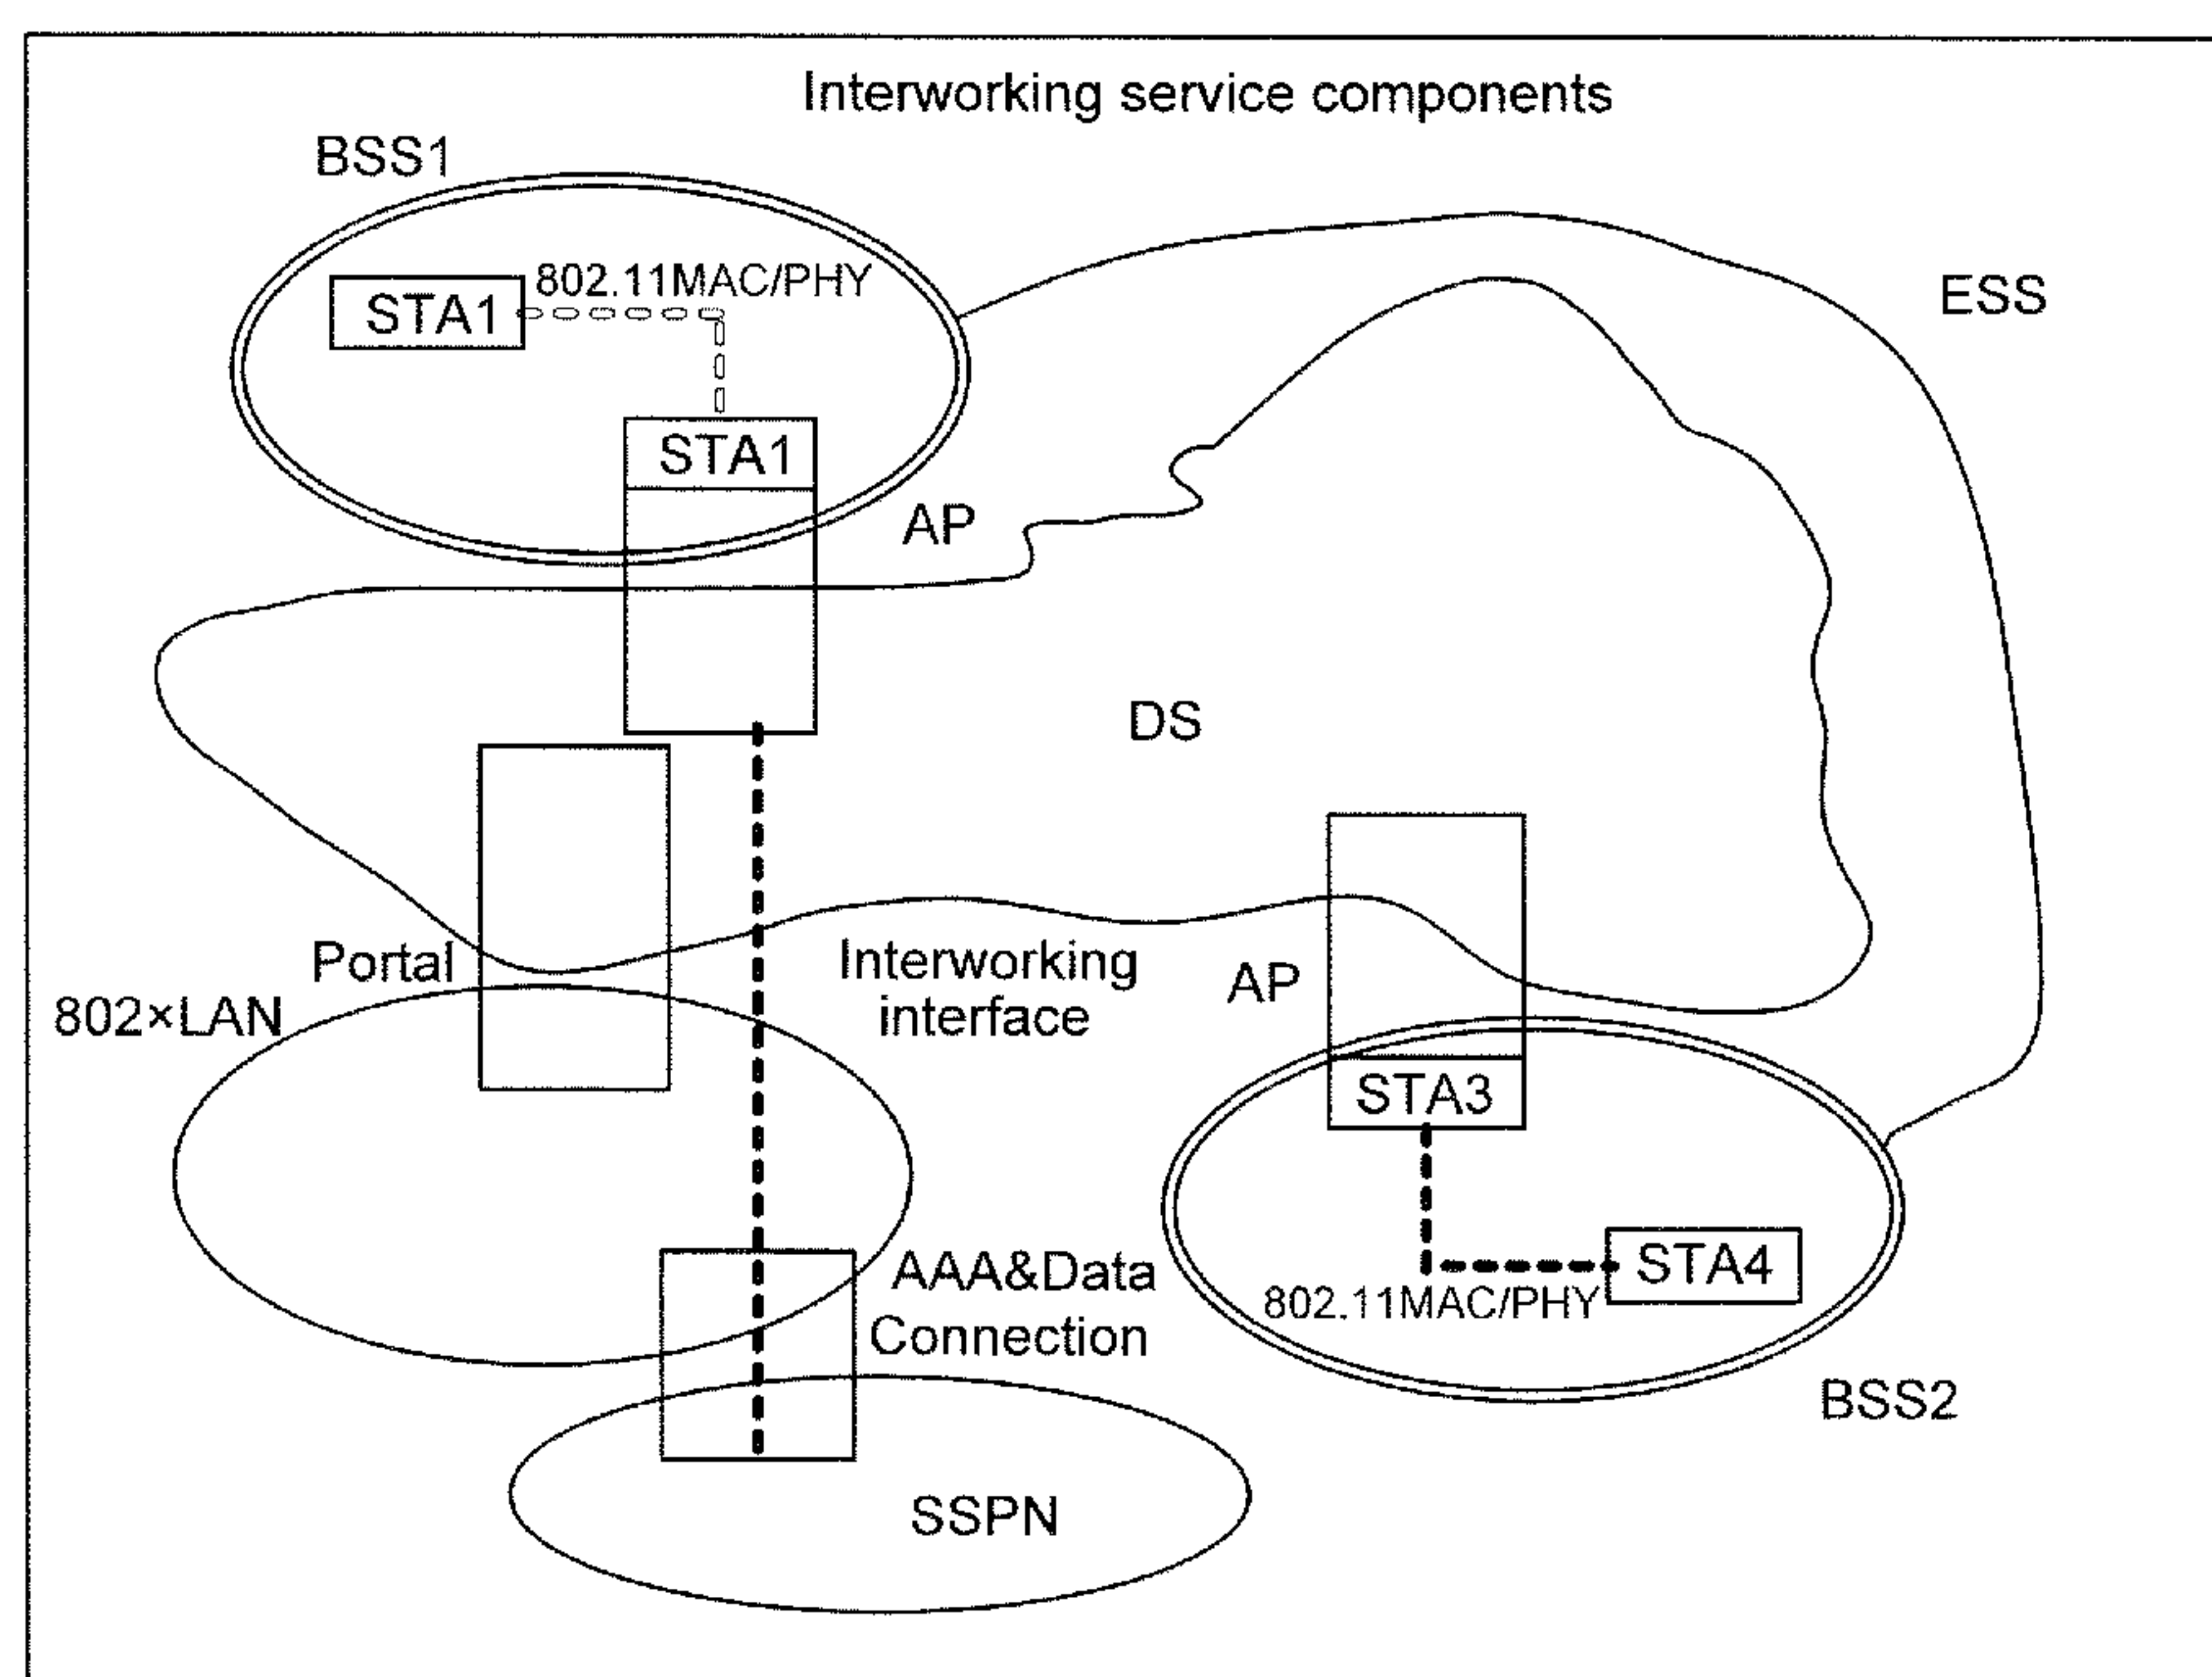 Interworking service components
BSS1
ESS
802.11MAC/PHY
STA1
STA1
AP
DS
Portal
Interworking
interface
AP
802×LAN
STA3
AAA&Data
Connection
STA4
802.11MAC/PHY
BSS2
SSPN